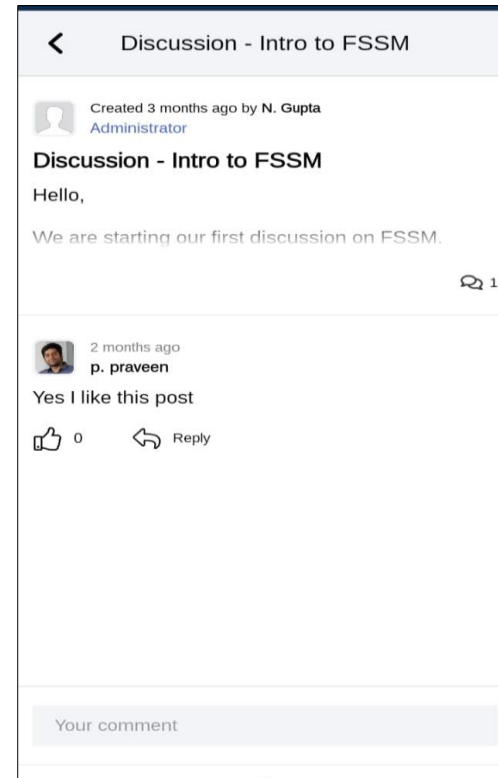 Discussion - Intro to FSSM
Created 3 months ago by N. Gupta
Administrator
Discussion - Intro to FSSM
Hello,
We are starting our first discussion on FSSM.
1
2 months ago
p. praveen
Yes I like this post
0 Reply
Your comment